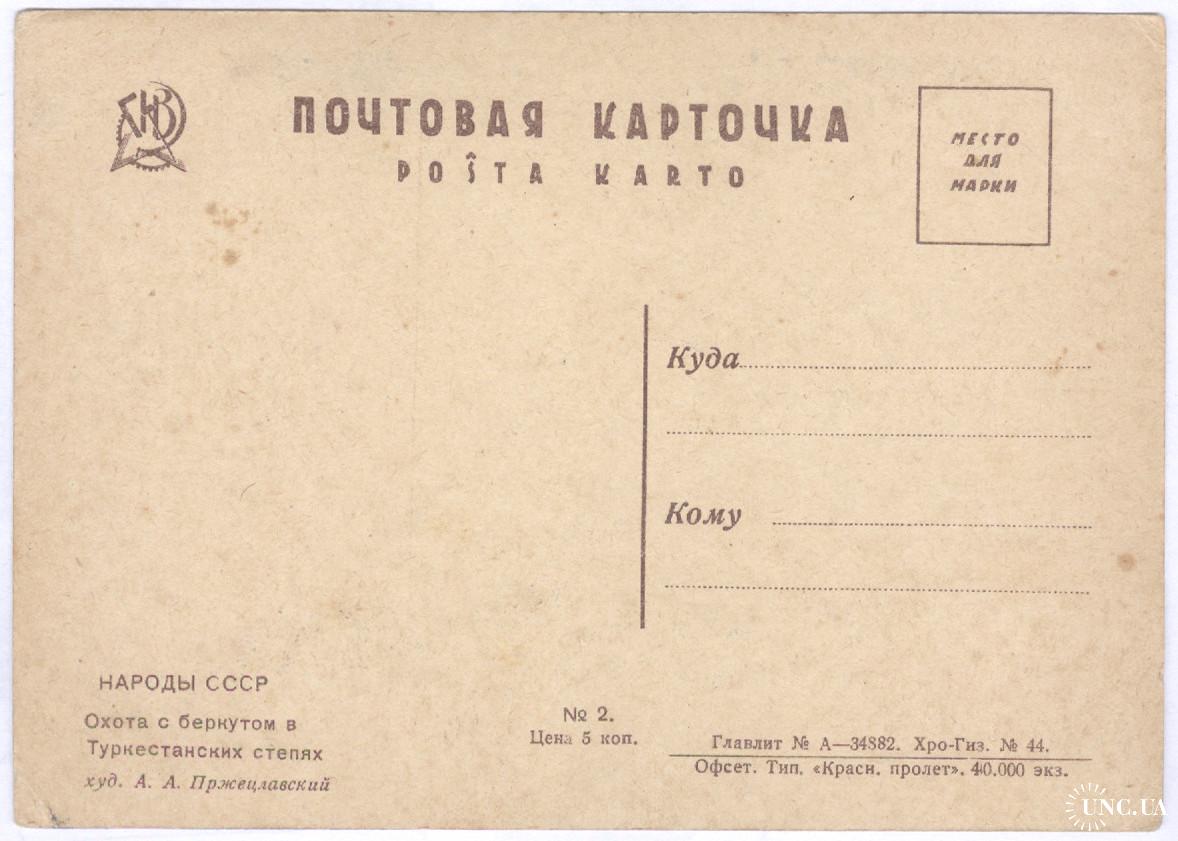 ПОЧТОВАЯ КАРТОЧКА
POŜTA KARTO
МЕСТО
ДЛЯ
МАРКИ
Куда
Кому
НАРОДЫ СССР
Охота с беркутом в
Туркестанских степях
худ. А. А. Пржецлавский
№ 2.
Цена 5 коп.
Главлит № А—34882. Хро-Гиз. № 44.
Офсет. Тип. «Красн. пролет». 40.000 экз.
UNC.UA